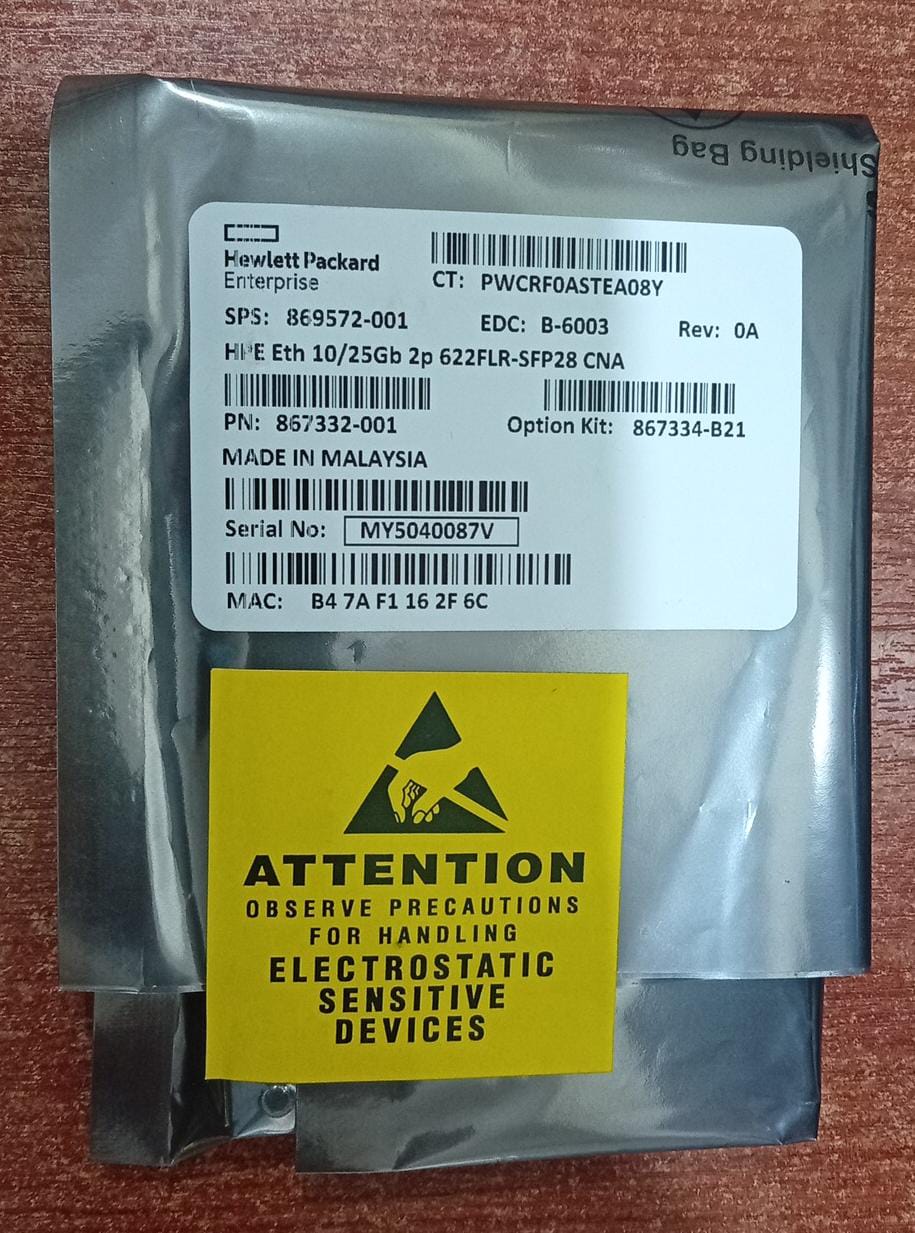 Shielding Bag
Hewlett Packard
Enterprise
CT: PWCRF0ASTEA08Y
SPS: 869572-001 EDC: B-6003 Rev: 0A
HPE Eth 10/25Gb 2p 622FLR-SFP28 CNA
PN: 867332-001 Option Kit: 867334-B21
MADE IN MALAYSIA
Serial No: MY5040087V
MAC: B4 7A F1 16 2F 6C
ATTENTION
OBSERVE PRECAUTIONS
FOR HANDLING
ELECTROSTATIC
SENSITIVE
DEVICES